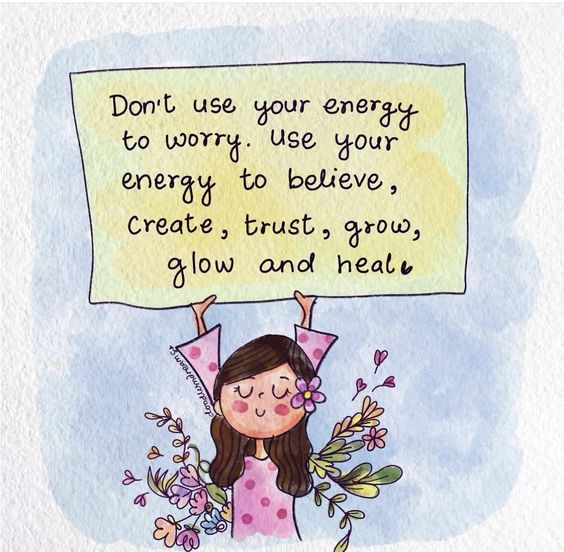 Don't use your energy
to worry. Use your
energy to believe,
create, trust, grow,
glow and heal